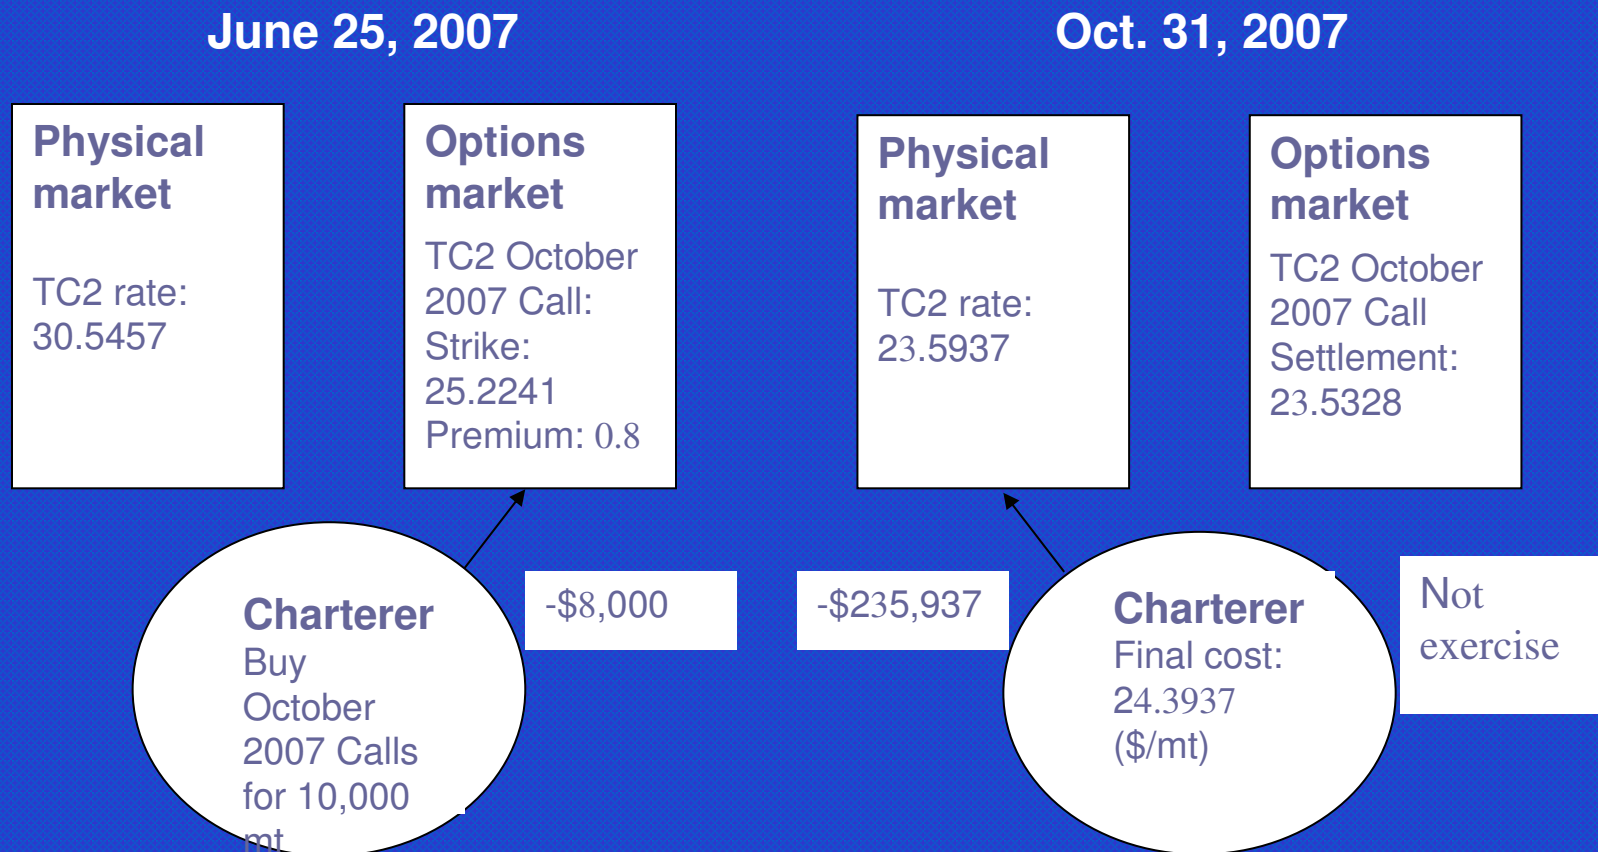 June 25, 2007
Oct. 31, 2007
Physical
market
TC2 rate:
30.5457
Options
market
TC2 October
2007 Call:
Strike:
25.2241
Premium: 0.8
Physical
market
TC2 rate:
23.5937
Options
market
TC2 October
2007 Call
Settlement:
23.5328
Charterer
Buy
October
2007 Calls
for 10,000
mt
-$8,000
-$235,937
Charterer
Final cost:
24.3937
($/mt)
Not
exercise